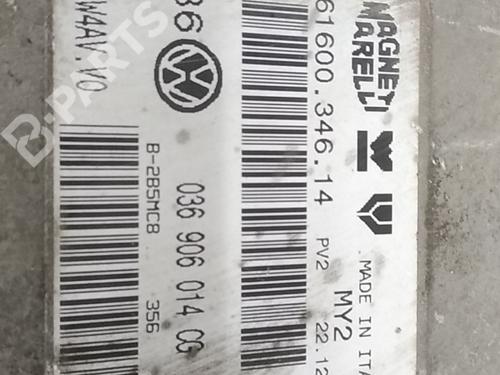 MAGNETI
MARELLI
MADE IN ITA
61600.346.14
PV2
MY2
22.12
36
036 906 014 CG
W4AV.V0
B-285MC8
356
B-PARTS